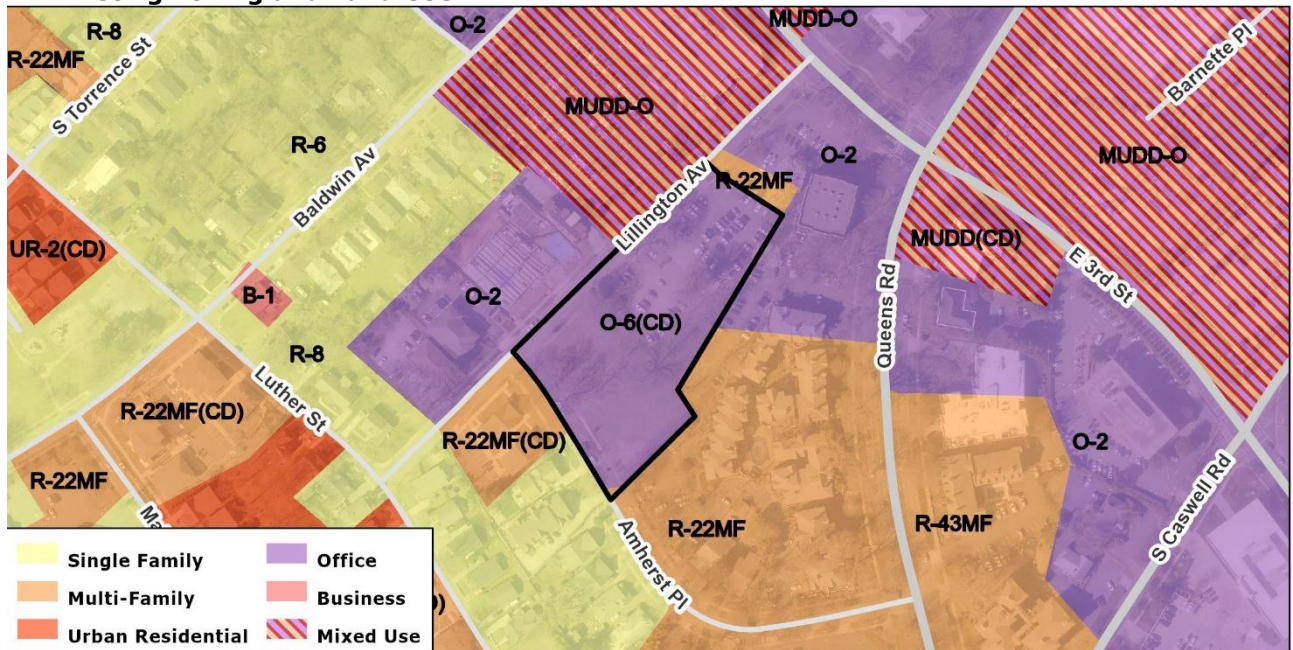 R-8
O-2
MUDD-O
R-22MF
S Torrence St
Barnette Pl
MUDD-O
R-6
Baldwin Av
O-2
MUDD-O
R-22MF
Lillington Av
UR-2(CD)
MUDD(CD)
E 3rd St
B-1
O-2
O-6(CD)
Queens Rd
R-8
Luther St
R-22MF(CD)
R-22MF(CD)
O-2
R-22MF
S Caswell Rd
R-22MF
R-43MF
Amherst Pl
Single Family
Office
Multi-Family
Business
Urban Residential
Mixed Use